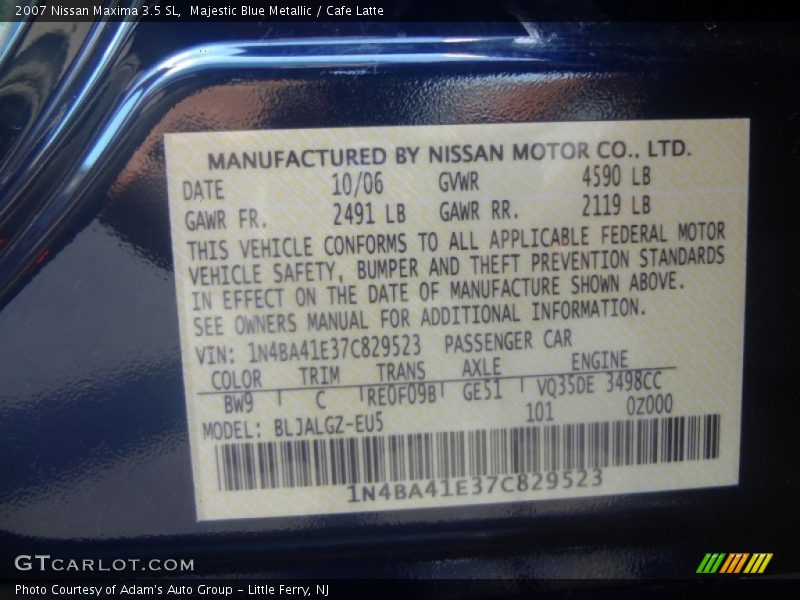 2007 Nissan Maxima 3.5 SL, Majestic Blue Metallic / Cafe Latte
MANUFACTURED BY NISSAN MOTOR CO., LTD.
DATE 10/06 GVWR 4590 LB
GAWR FR. 2491 LB GAWR RR. 2119 LB
THIS VEHICLE CONFORMS TO ALL APPLICABLE FEDERAL MOTOR
VEHICLE SAFETY, BUMPER AND THEFT PREVENTION STANDARDS
IN EFFECT ON THE DATE OF MANUFACTURE SHOWN ABOVE.
SEE OWNERS MANUAL FOR ADDITIONAL INFORMATION.
VIN: 1N4BA41E37C829523 PASSENGER CAR
COLOR TRIM TRANS AXLE ENGINE
BW9 C RE0F09B GE51 VQ35DE 3498CC
MODEL: BLJALGZ-EU5 101 0Z000
1N4BA41E37C829523
GTCARLOT.COM
Photo Courtesy of Adam's Auto Group - Little Ferry, NJ